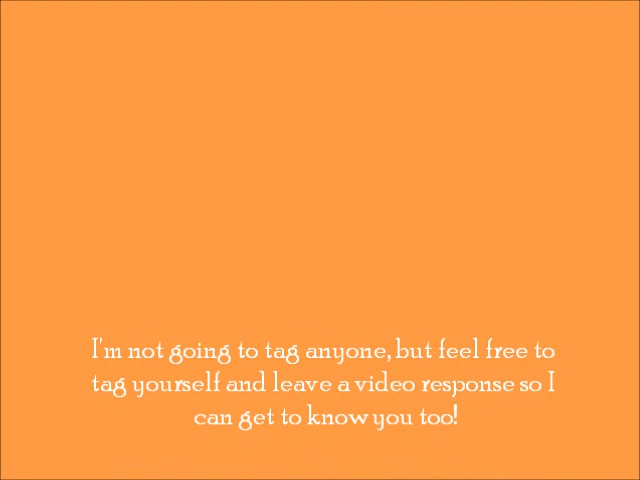 I'm not going to tag anyone, but feel free to
tag yourself and leave a video response so I
can get to know you too!